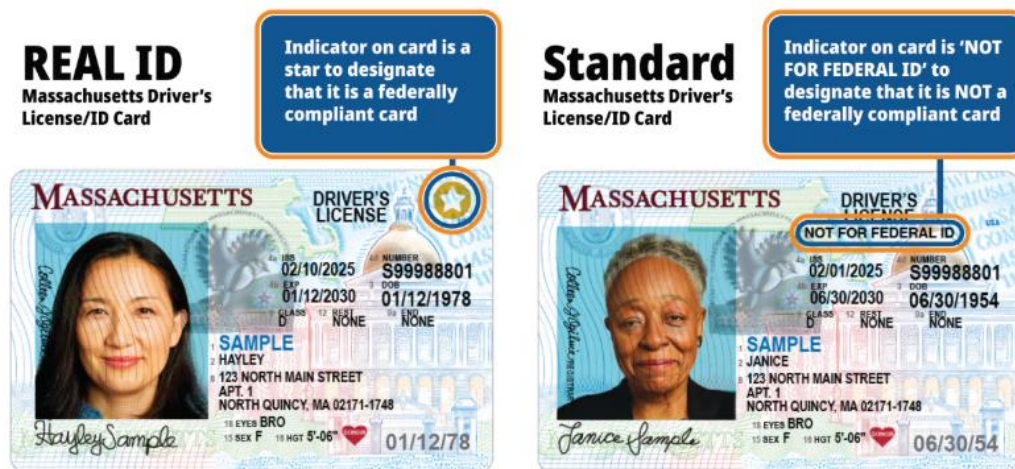 REAL ID
Massachusetts Driver's
License/ID Card
Indicator on card is a
star to designate
that it is a federally
compliant card
MASSACHUSETTS
DRIVER'S
LICENSE
4a ISS
02/10/2025
4d NUMBER
S99988801
4b EXP
01/12/2030
3 DOB
01/12/1978
9 CLASS
D
12 REST
NONE
9a END
NONE
1 SAMPLE
2 HAYLEY
8 123 NORTH MAIN STREET
APT. 1
NORTH QUINCY, MA 02171-1748
18 EYES BRO
15 SEX F 16 HGT 5'-06"
DONOR
01/12/78
Hayley Sample
Standard
Massachusetts Driver's
License/ID Card
Indicator on card is 'NOT
FOR FEDERAL ID' to
designate that it is NOT a
federally compliant card
MASSACHUSETTS
DRIVER'S
LICENSE
NOT FOR FEDERAL ID
USA
4a ISS
02/01/2025
4d NUMBER
S99988801
4b EXP
06/30/2030
3 DOB
06/30/1954
9 CLASS
D
12 REST
NONE
9a END
NONE
1 SAMPLE
2 JANICE
8 123 NORTH MAIN STREET
APT. 1
NORTH QUINCY, MA 02171-1748
18 EYES BRO
15 SEX F 16 HGT 5'-06"
DONOR
06/30/54
Janice Sample